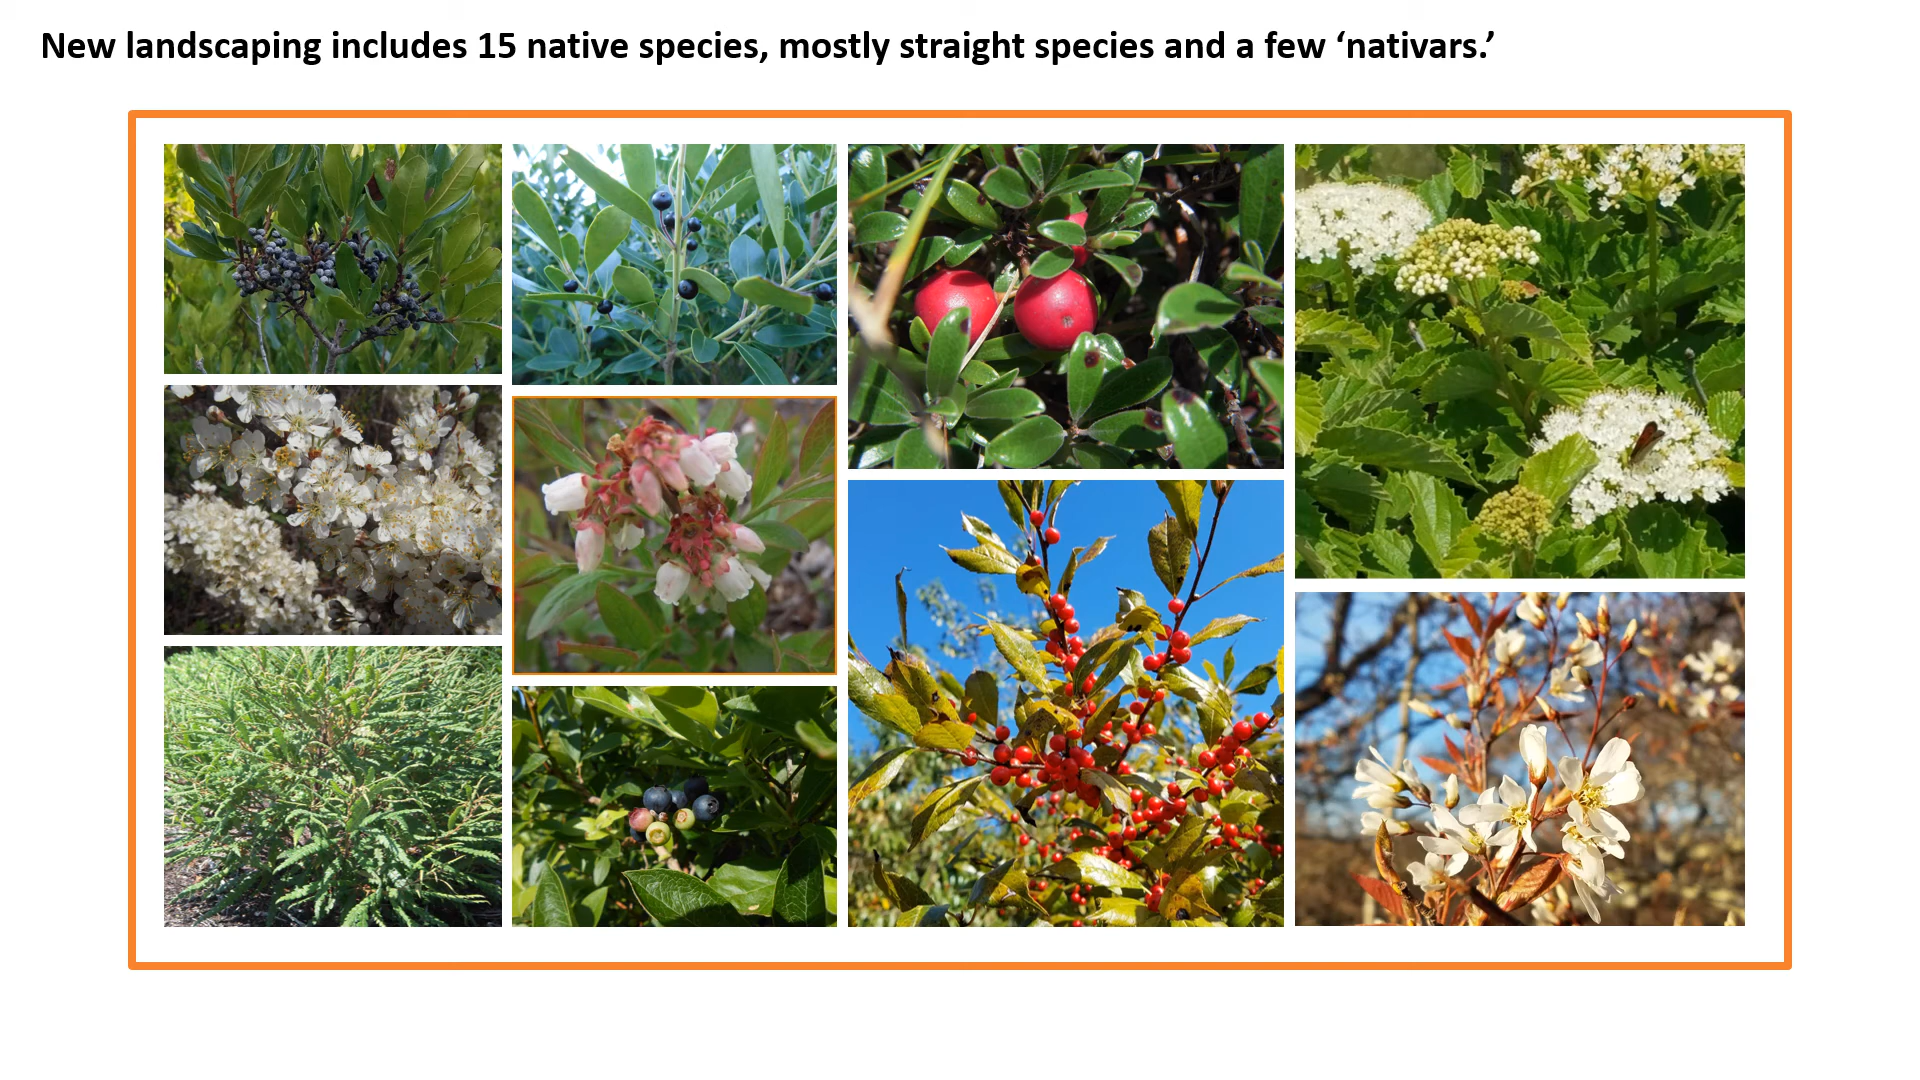 New landscaping includes 15 native species, mostly straight species and a few ‘nativars.’